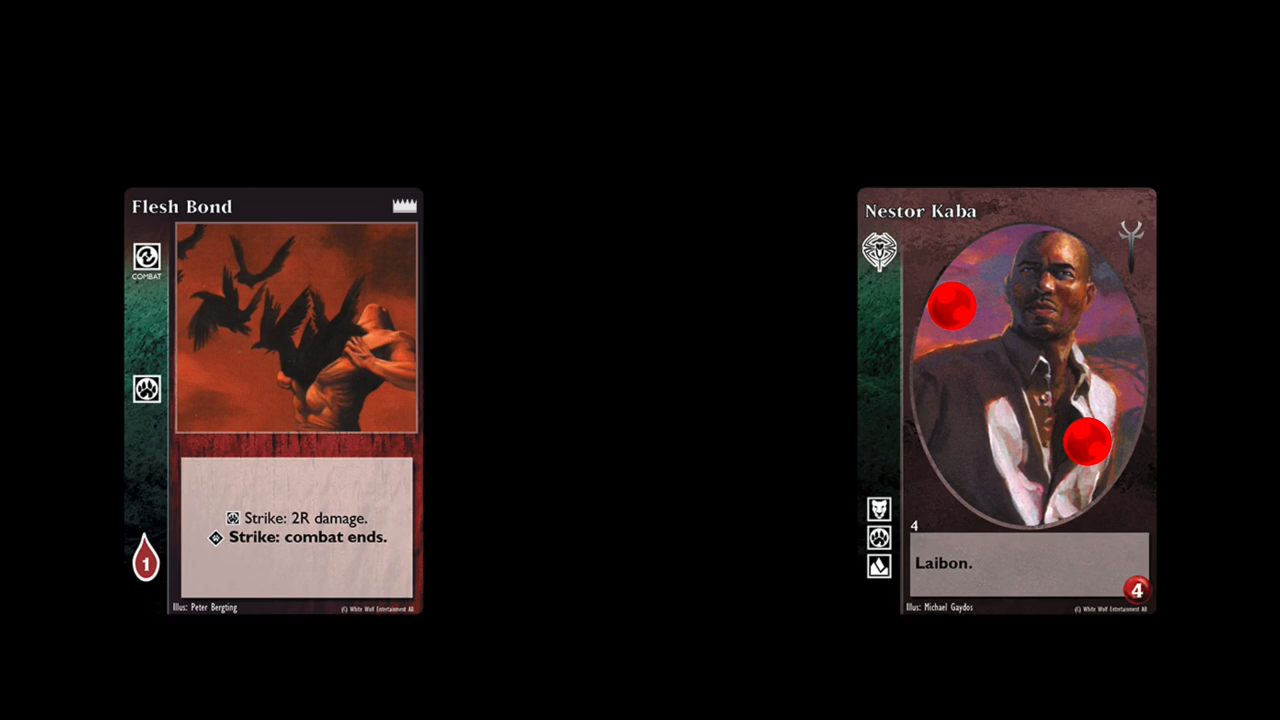 Flesh Bond
COMBAT
Strike: 2R damage.
Strike: combat ends.
1
Illus: Peter Bergting
(C) White Wolf Entertainment AB
Nestor Kaba
4
Laibon.
4
Illus: Michael Gaydos
(C) White Wolf Entertainment AB